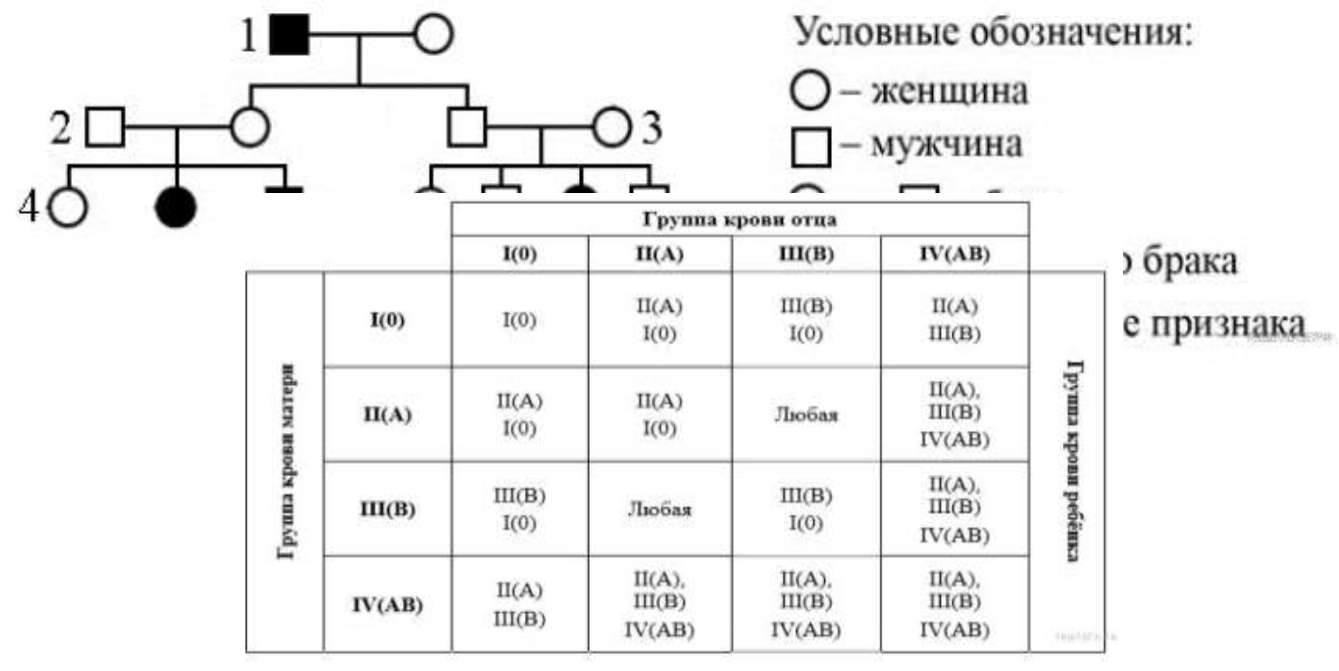 1
Условные обозначения:
– женщина
2
3
– мужчина
4
брака
е признака
Группа крови отца
I(0) II(A) III(B) IV(AB)
Группа крови матери
Группа крови ребёнка
I(0) I(0) II(A) III(B) II(A)
I(0) I(0) III(B)
II(A) II(A) II(A) Любая II(A),
I(0) I(0) III(B)
IV(AB)
III(B) III(B) Любая III(B) II(A),
I(0) I(0) III(B)
IV(AB)
IV(AB) II(A) II(A), II(A), II(A),
III(B) III(B) III(B) III(B)
IV(AB) IV(AB) IV(AB)